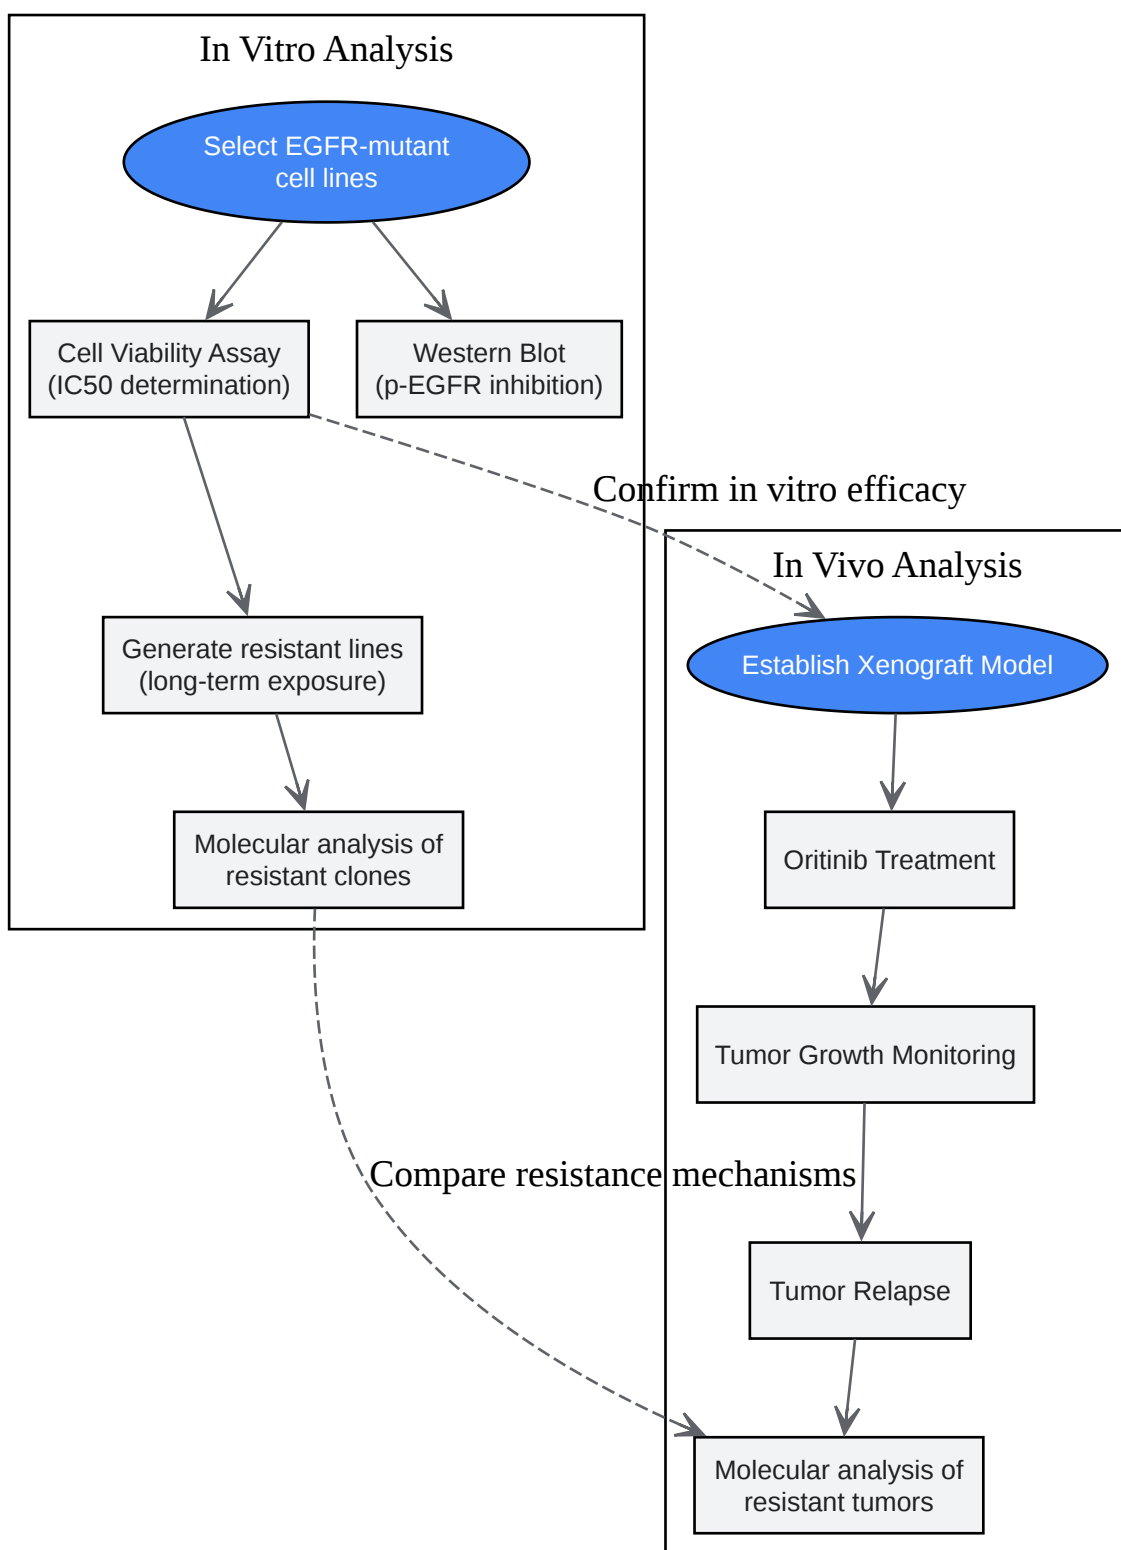 In Vitro Analysis
Select EGFR-mutant
cell lines
Cell Viability Assay
(IC50 determination)
Western Blot
(p-EGFR inhibition)
Confirm in vitro efficacy
In Vivo Analysis
Generate resistant lines
(long-term exposure)
Establish Xenograft Model
Molecular analysis of
resistant clones
Oritinib Treatment
Tumor Growth Monitoring
Compare resistance mechanisms
Tumor Relapse
Molecular analysis of
resistant tumors